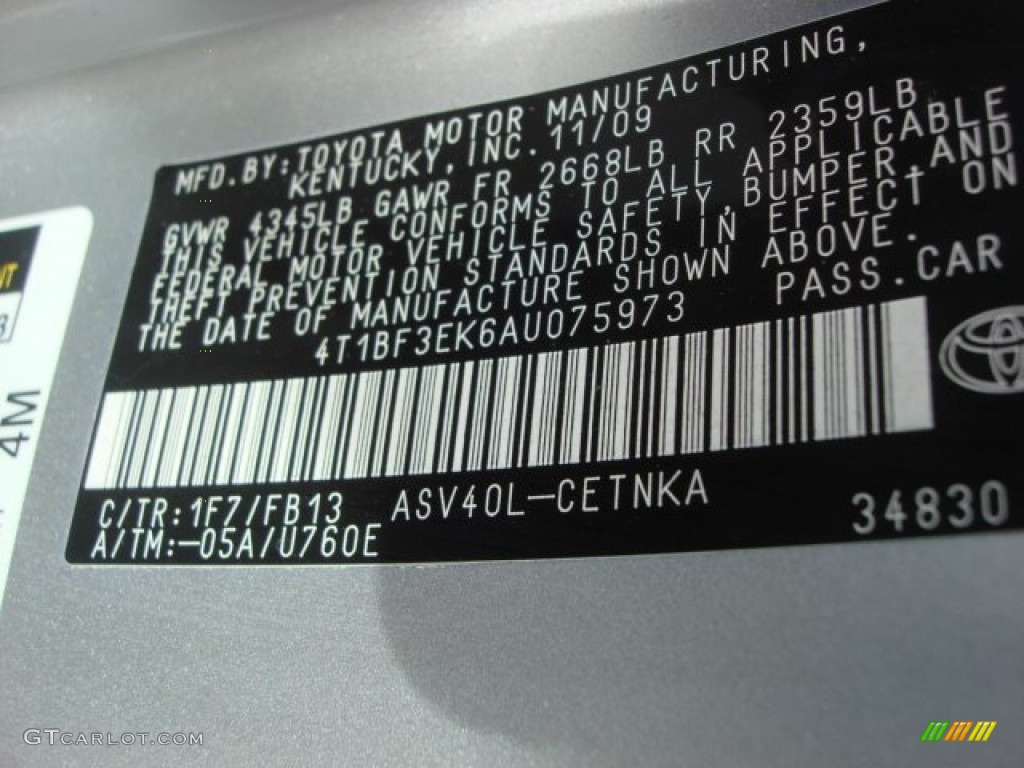 MFD.BY:TOYOTA MOTOR MANUFACTURING,
KENTUCKY,INC.11/09
GVWR 4345LB GAWR FR 2668LB RR 2359LB
THIS VEHICLE CONFORMS TO ALL APPLICABLE
FEDERAL MOTOR VEHICLE SAFETY,BUMPER,AND
THEFT PREVENTION STANDARDS IN EFFECT ON
THE DATE OF MANUFACTURE SHOWN ABOVE.
4T1BF3EK6AU075973 PASS.CAR
C/TR:1F7/FB13 ASV40L-CETNKA
A/TM:-05A/U760E 34830
4M
GTCARLOT.COM